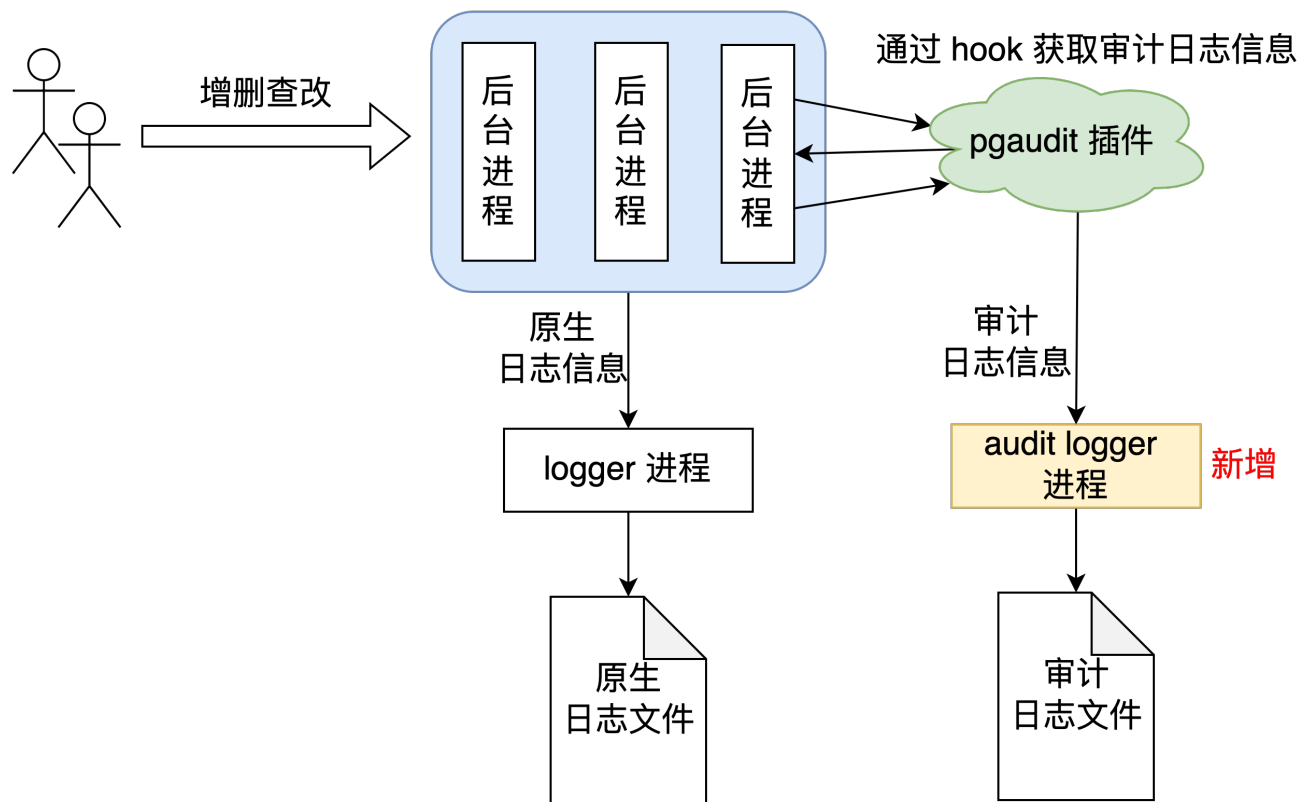 通过 hook 获取审计日志信息
增删查改
后
台
进
程
后
台
进
程
后
台
进
程
pgaudit 插件
原生
日志信息
审计
日志信息
logger 进程
audit logger
进程
新增
原生
日志文件
审计
日志文件